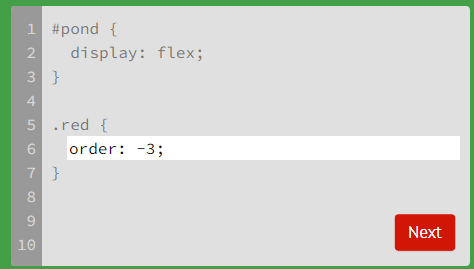 1 #pond {
2 display: flex;
3 }
4
5 .red {
6 order: -3;
7 }
8
9
10
Next